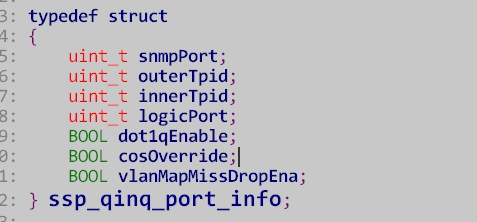 3: typedef struct
4: {
5: uint_t snmpPort;
6: uint_t outerTpid;
7: uint_t innerTpid;
8: uint_t logicPort;
9: BOOL dot1qEnable;
0: BOOL cosOverride;
1: BOOL vlanMapMissDropEna;
2: } ssp_qinq_port_info;